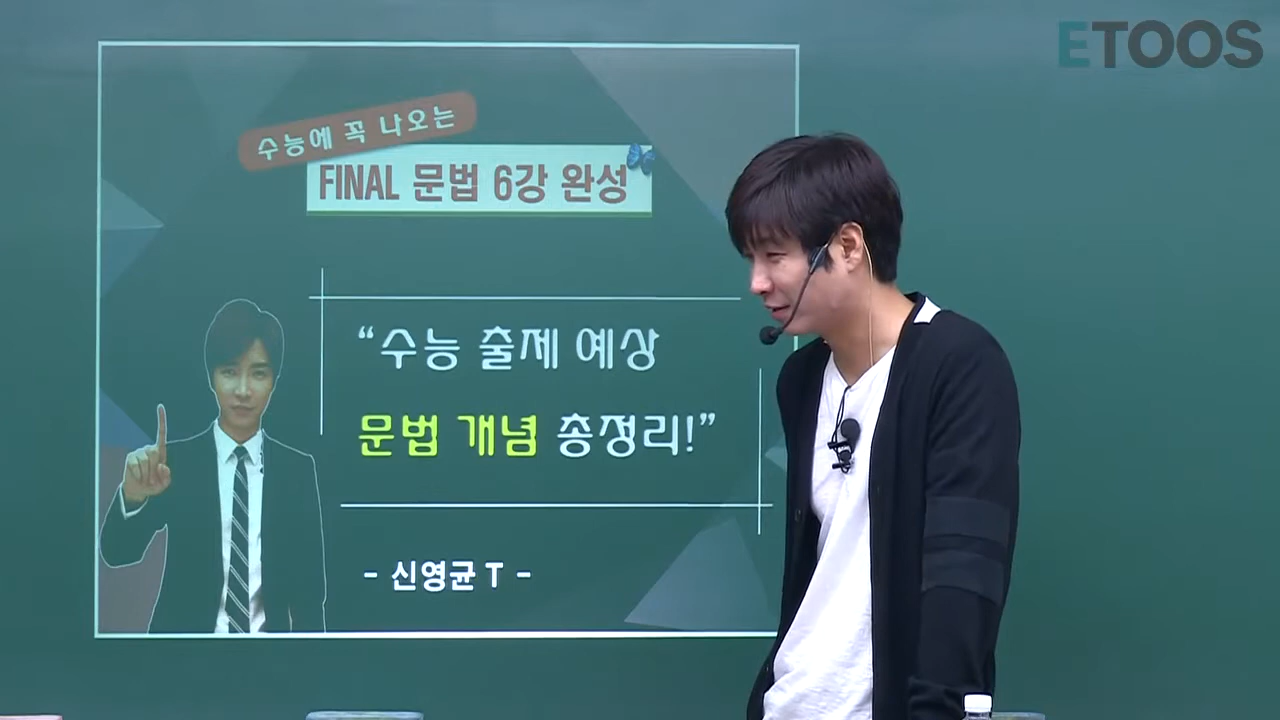 ETOOS
수능에 꼭 나오는
FINAL 문법 6강 완성
“수능 출제 예상
문법 개념 총정리!”
- 신영균 T -